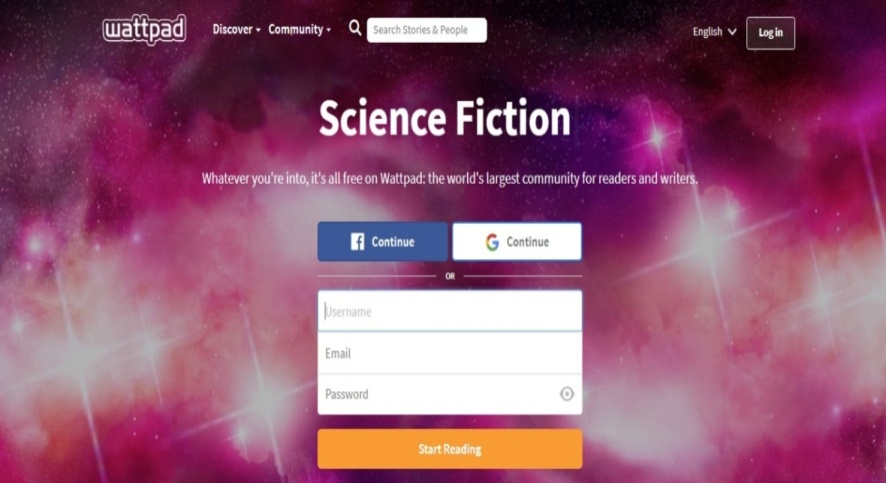 wattpad Discover Community Search Stories & People English Log in
Science Fiction
Whatever you're into, it's all free on Wattpad: the world's largest community for readers and writers.
Continue Continue
OR
Username
Email
Password
Start Reading